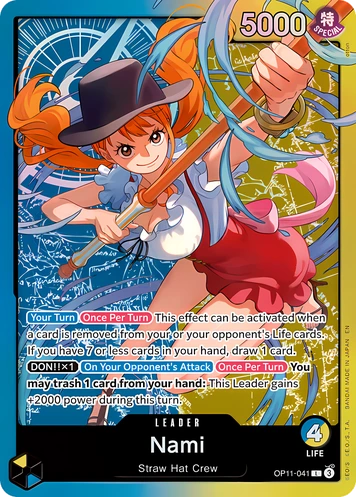 5000 特
SPECIAL
Your Turn Once Per Turn This effect can be activated when
a card is removed from your or your opponent's Life cards.
If you have 7 or less cards in your hand, draw 1 card.
DON!!×1 On Your Opponent's Attack Once Per Turn You
may trash 1 card from your hand: This Leader gains
+2000 power during this turn.
LEADER
Nami
Straw Hat Crew
4
LIFE
OP11-041 L 3
BANDAI MADE IN JAPAN EN